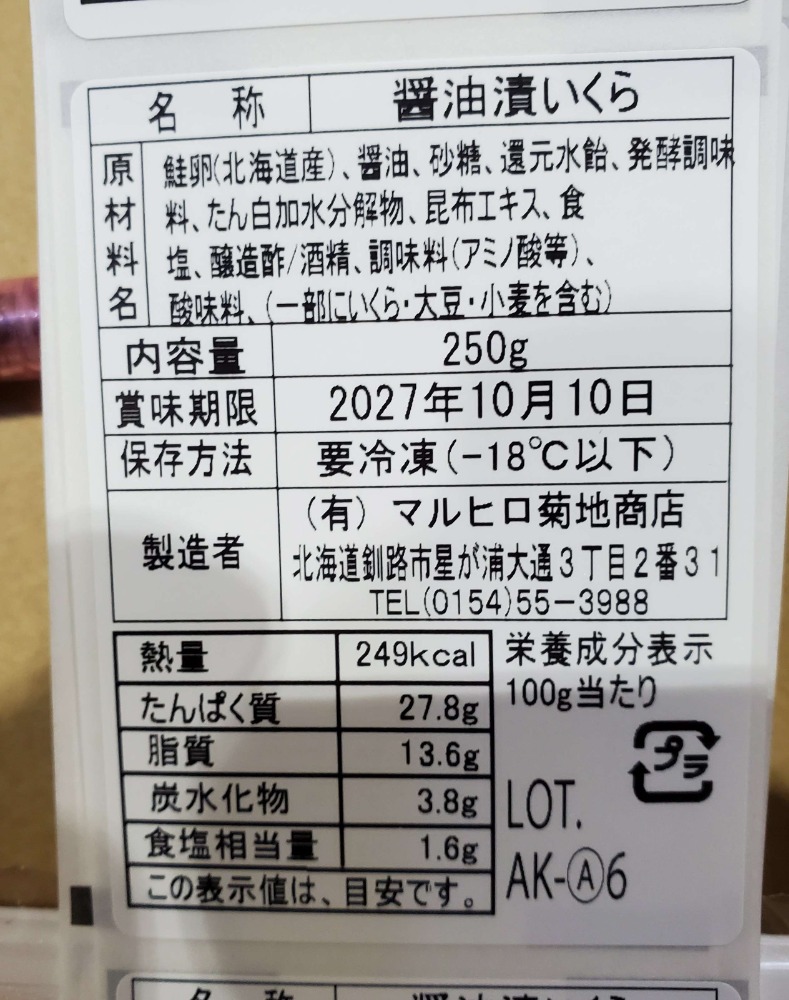 名称 醤油漬いくら
原材料名 鮭卵(北海道産)、醤油、砂糖、還元水飴、発酵調味
料、たん白加水分解物、昆布エキス、食
塩、醸造酢/酒精、調味料(アミノ酸等)、
酸味料、(一部にいくら・大豆・小麦を含む)
内容量 250g
賞味期限 2027年10月10日
保存方法 要冷凍(-18℃以下)
製造者 (有)マルヒロ菊地商店
北海道釧路市星が浦大通3丁目2番31
TEL(0154)55-3988
栄養成分表示
100g当たり
熱量 249kcal
たんぱく質 27.8g
脂質 13.6g
炭水化物 3.8g
食塩相当量 1.6g
この表示値は、目安です。
プラ
LOT.
AK-Ⓐ6
名称 醤油漬いくら